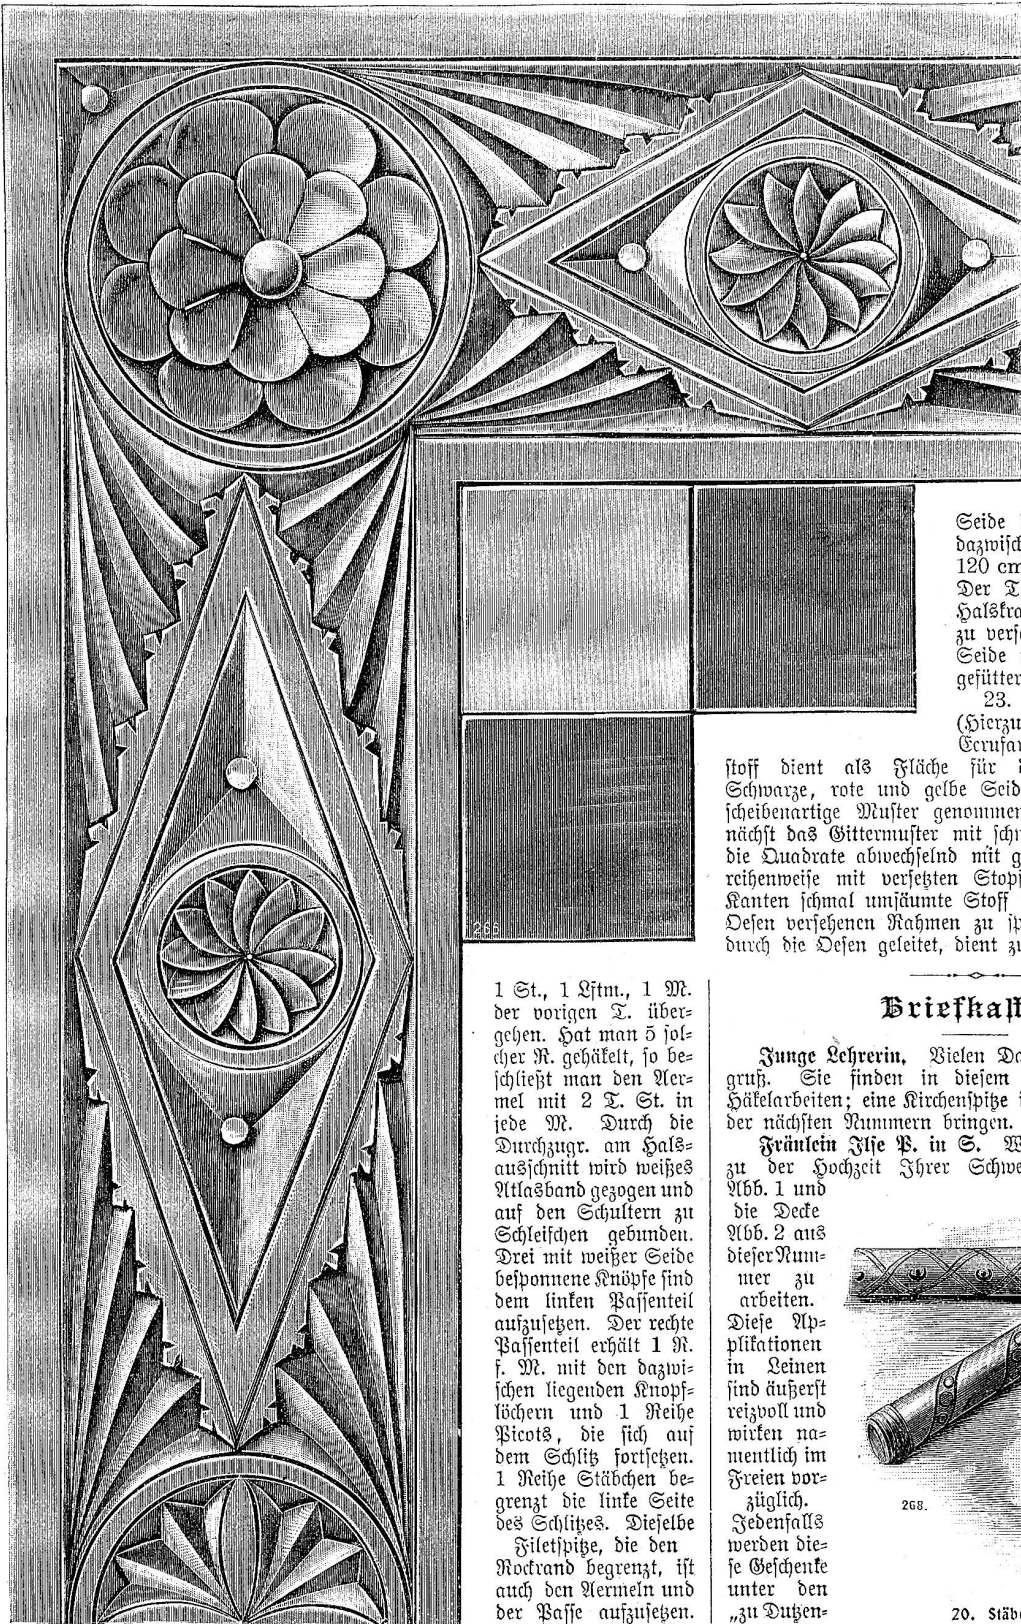 Seide
dazwisch
120 cm
Der T
Halskra
zu verse
Seide
gefütter
23.
(Hierzu
Ecrufar
stoff dient als Fläche für
Schwarze, rote und gelbe Seid
scheibenartige Muster genommen
nächst das Gittermuster mit schw
die Quadrate abwechselnd mit g
reihenweise mit versetzten Stopf
Kanten schmal umsäumte Stoff
Oesen versehenen Rahmen zu sp
durch die Oesen geleitet, dient zu
266
1 St., 1 Lftm., 1 M.
der vorigen T. über-
gehen. Hat man 5 sol-
cher R. gehäkelt, so be-
schließt man den Aer-
mel mit 2 T. St. in
jede M. Durch die
Durchzugr. am Hals-
ausschnitt wird weißes
Atlasband gezogen und
auf den Schultern zu
Schleifchen gebunden.
Drei mit weißer Seide
besponnene Knöpfe sind
dem linken Passenteil
aufzusetzen. Der rechte
Passenteil erhält 1 R.
f. M. mit den dazwi-
schen liegenden Knopf-
löchern und 1 Reihe
Picots, die sich auf
dem Schlitz fortsetzen.
1 Reihe Stäbchen be-
grenzt die linke Seite
des Schlitzes. Dieselbe
Filetspitze, die den
Rockrand begrenzt, ist
auch den Aermeln und
der Passe aufzusetzen.
Briefkast
Junge Lehrerin. Vielen Da
gruß. Sie finden in diesem
Häkelarbeiten; eine Kirchenspitze i
der nächsten Nummern bringen.
Fräulein Ilse P. in S. W
zu der Hochzeit Ihrer Schwe
Abb. 1 und
die Decke
Abb. 2 aus
dieser Num-
mer zu
arbeiten.
Diese Ap-
plikationen
in Leinen
sind äußerst
reizvoll und
wirken na-
mentlich im
Freien vor-
züglich.
Jedenfalls
werden die-
se Geschenke
unter den
„zu Dutzen-
268.
20. Stäb